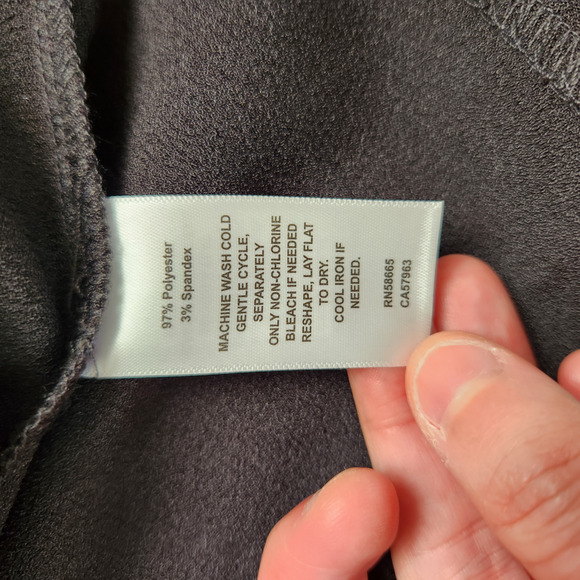 97% Polyester
3% Spandex
MACHINE WASH COLD
GENTLE CYCLE,
SEPARATELY
ONLY NON-CHLORINE
BLEACH IF NEEDED
RESHAPE, LAY FLAT
TO DRY.
COOL IRON IF
NEEDED.
RN58665
CA57963